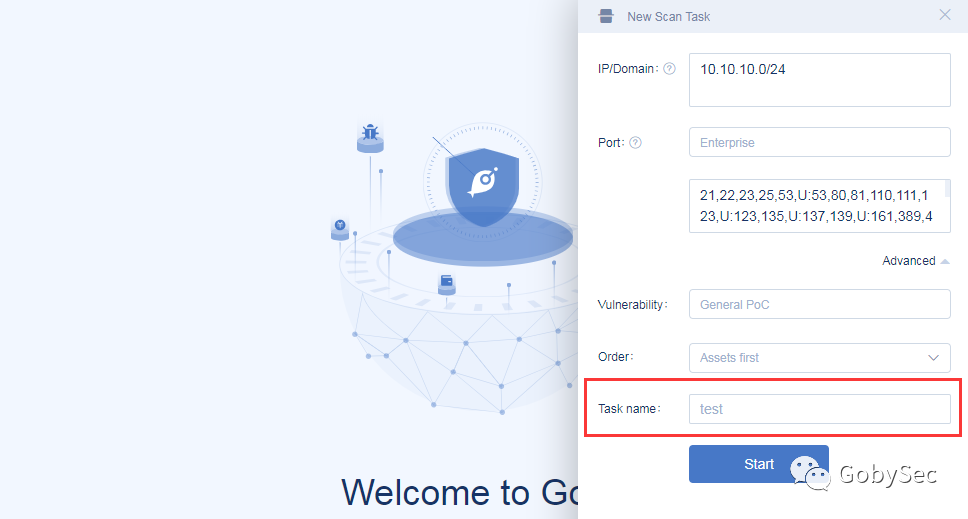 New Scan Task
IP/Domain:
10.10.10.0/24
Port:
Enterprise
21,22,23,25,53,U:53,80,81,110,111,1
23,U:123,135,U:137,139,U:161,389,4
Advanced
Vulnerability:
General PoC
Order:
Assets first
Task name:
test
Start
GobySec
Welcome to Go